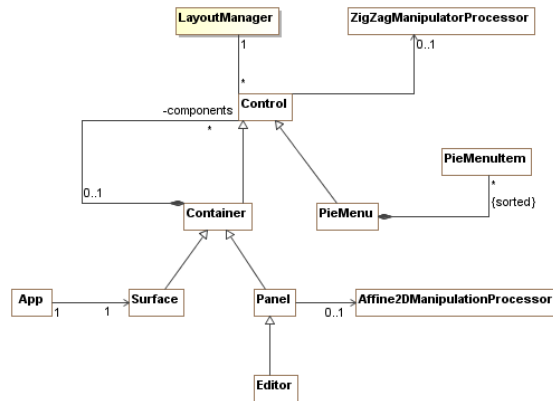 LayoutManager
ZigZagManipulatorProcessor
1
0..1
*
-components
Control
*
PieMenuItem
*
0..1
{sorted}
Container
PieMenu
App
Surface
Panel
Affine2DManipulationProcessor
1
1
0..1
Editor